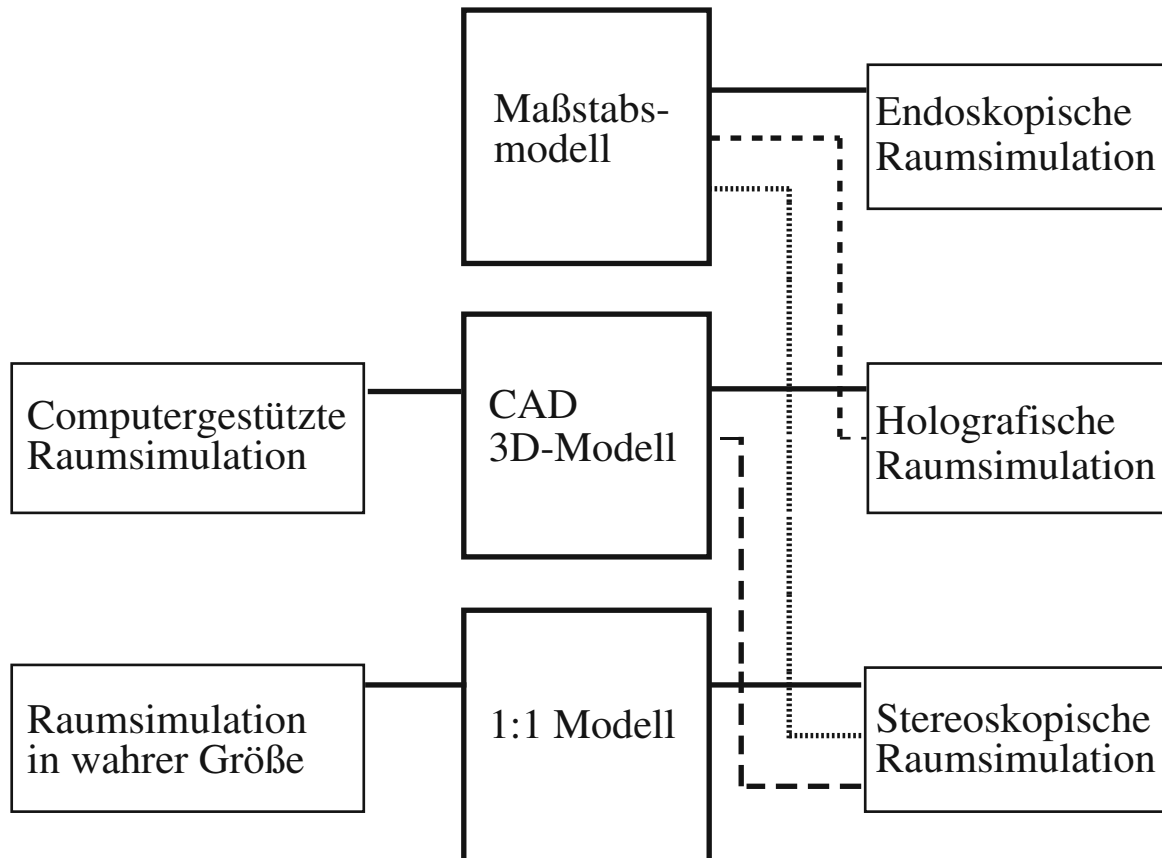 Maßstabs-
modell
Endoskopische
Raumsimulation
Computergestützte
Raumsimulation
CAD
3D-Modell
Holografische
Raumsimulation
Raumsimulation
in wahrer Größe
1:1 Modell
Stereoskopische
Raumsimulation